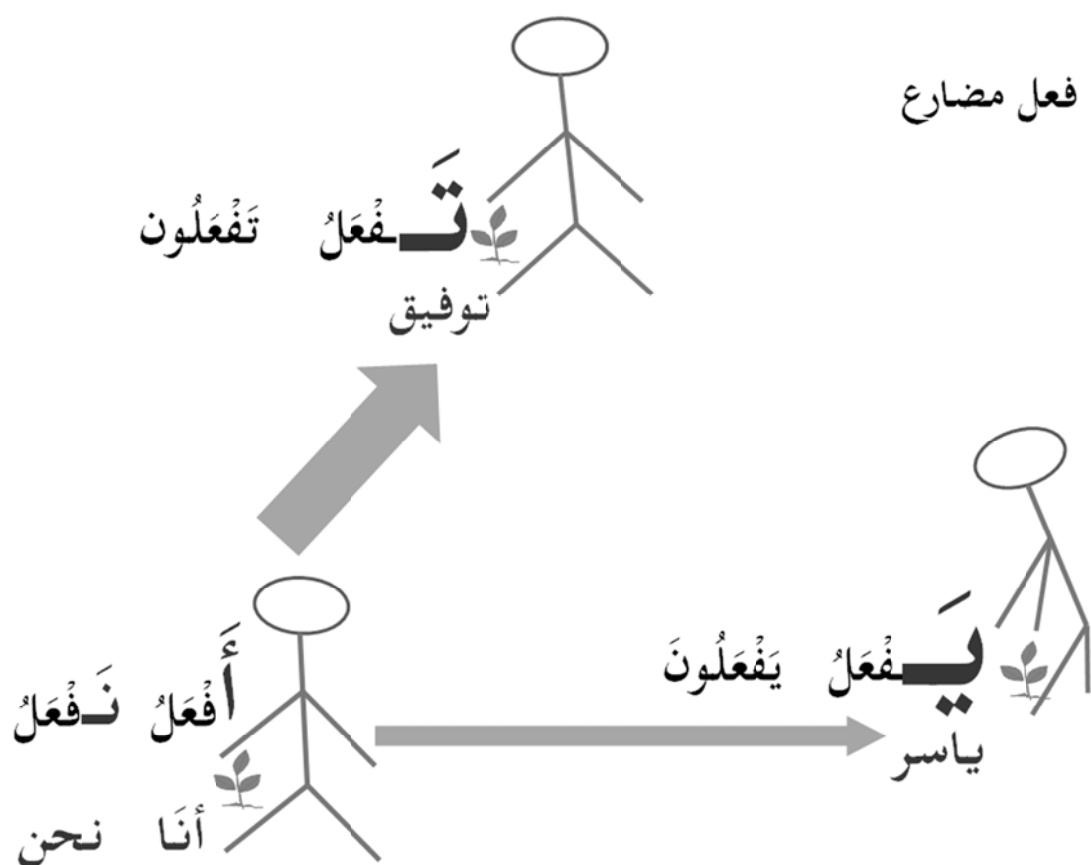 فعل مضارع
تَـفْعَلُ تَفْعَلُون
توفيق
يَـفْعَلُ يَفْعَلُونَ
ياسر
أَفْعَلُ نَـفْعَلُ
أنَا نحن